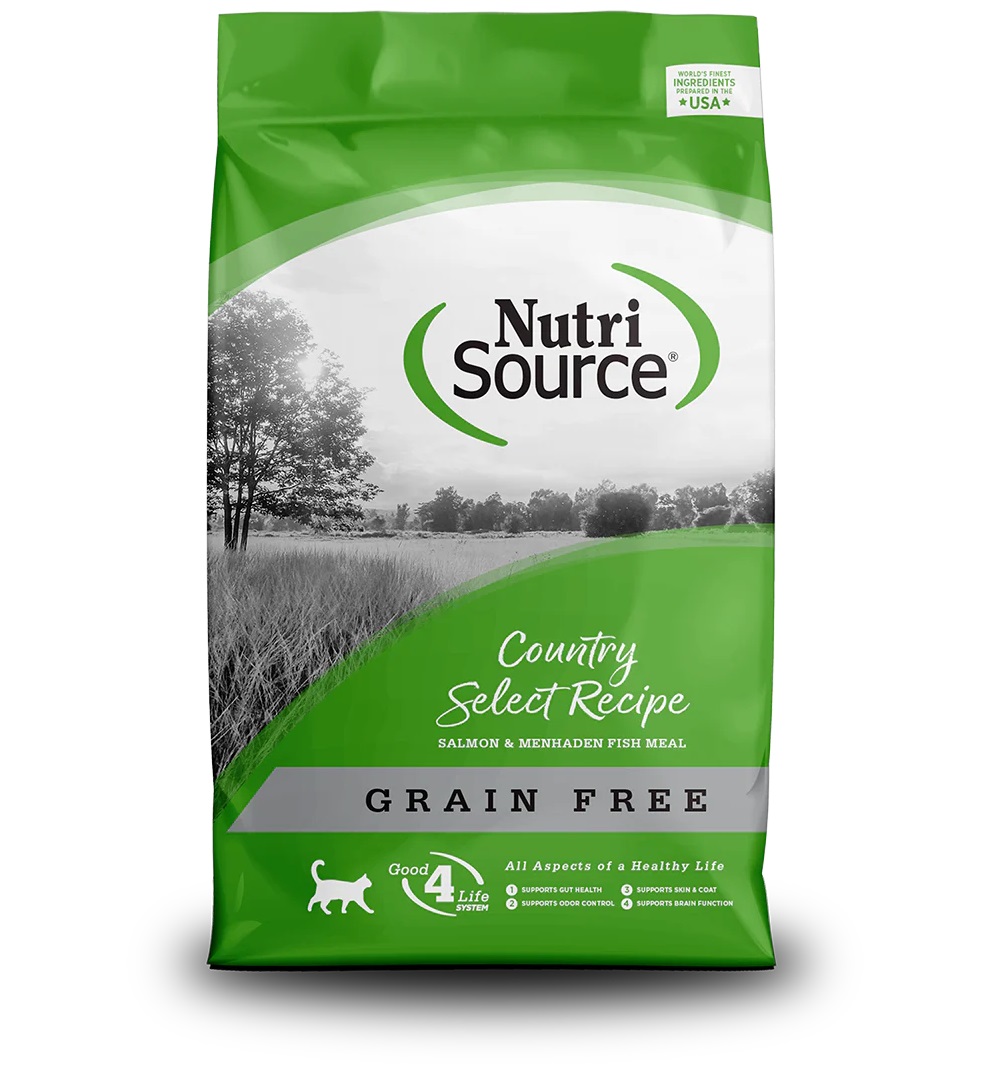 WORLD'S FINEST
INGREDIENTS
PREPARED IN THE
★USA★
Nutri
Source®
Country
Select Recipe
SALMON & MENHADEN FISH MEAL
GRAIN FREE
Good
4
Life
SYSTEM
All Aspects of a Healthy Life
1 SUPPORTS GUT HEALTH
2 SUPPORTS ODOR CONTROL
3 SUPPORTS SKIN & COAT
4 SUPPORTS BRAIN FUNCTION